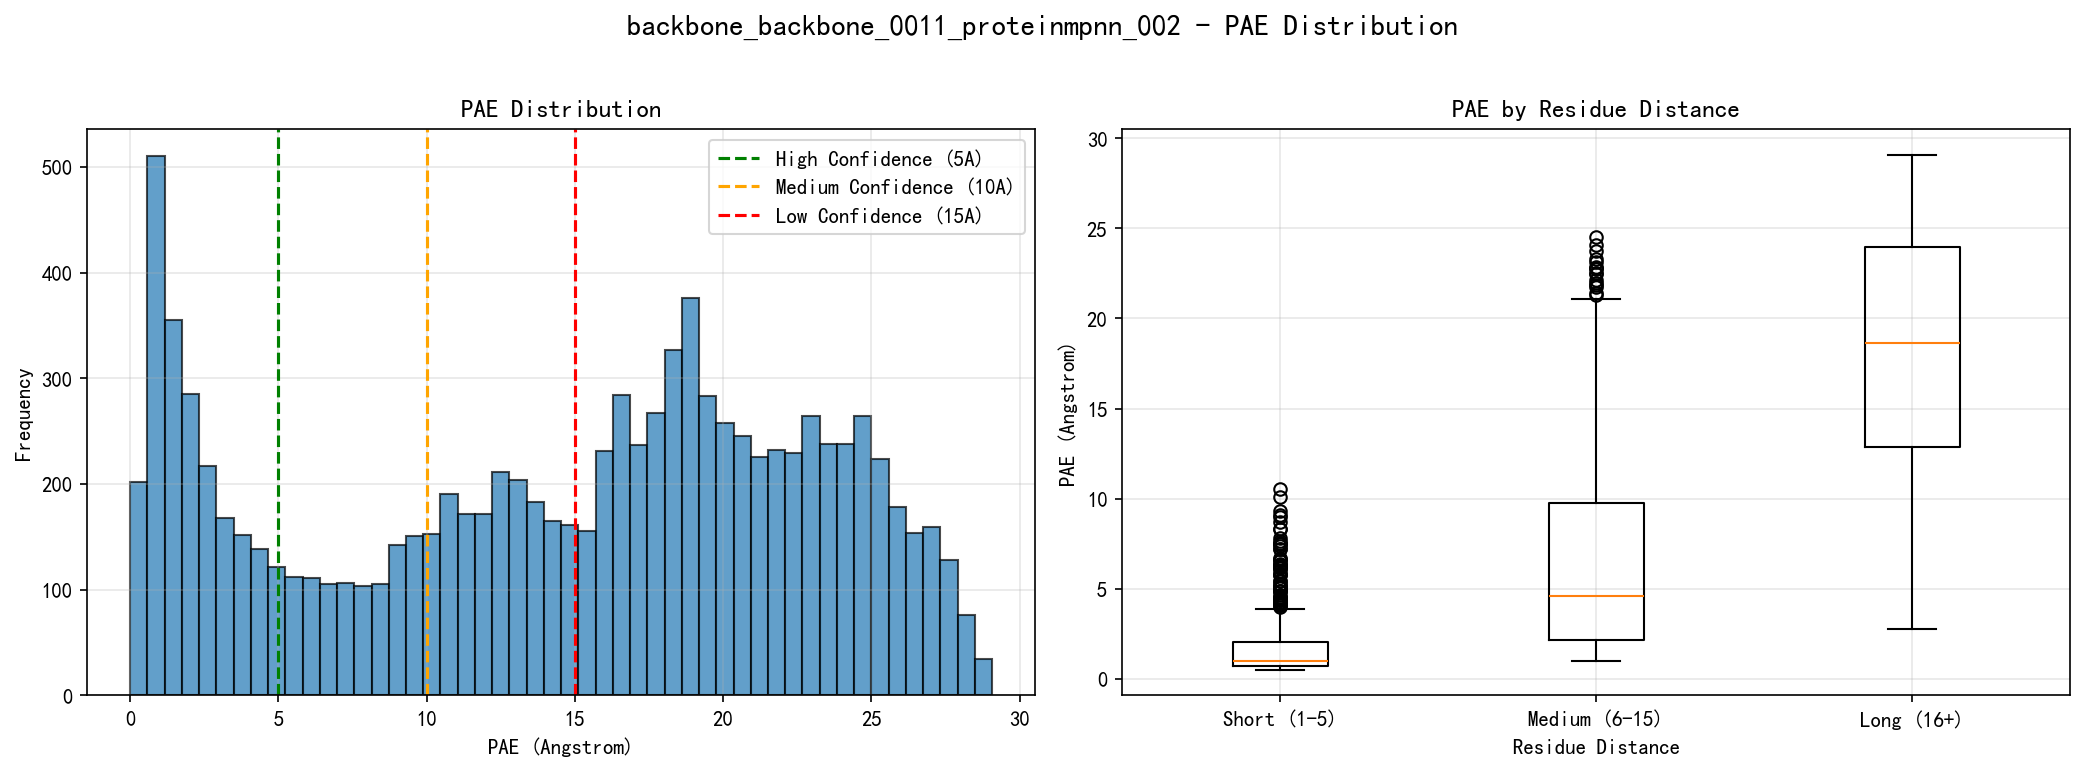 backbone_backbone_0011_proteinmpnn_002 - PAE Distribution
PAE Distribution
High Confidence (5A)
Medium Confidence (10A)
Low Confidence (15A)
Frequency
500
400
300
200
100
0
0 5 10 15 20 25 30
PAE (Angstrom)
PAE by Residue Distance
PAE (Angstrom)
30
25
20
15
10
5
0
Short (1-5) Medium (6-15) Long (16+)
Residue Distance